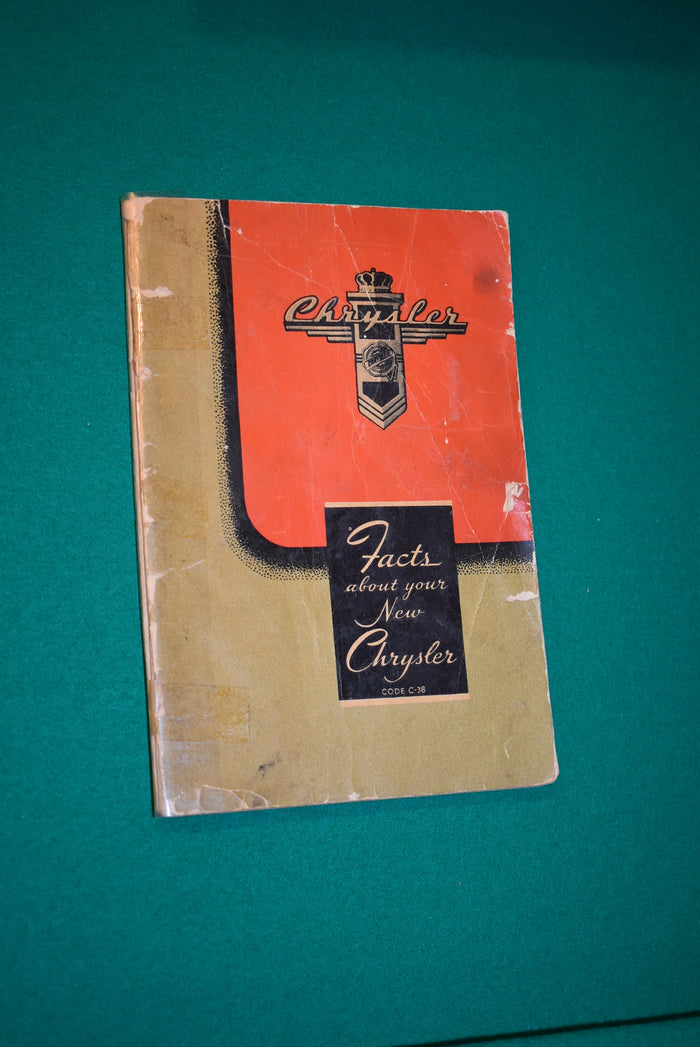 Chrysler
Facts
about your
New
Chrysler
CODE C-38